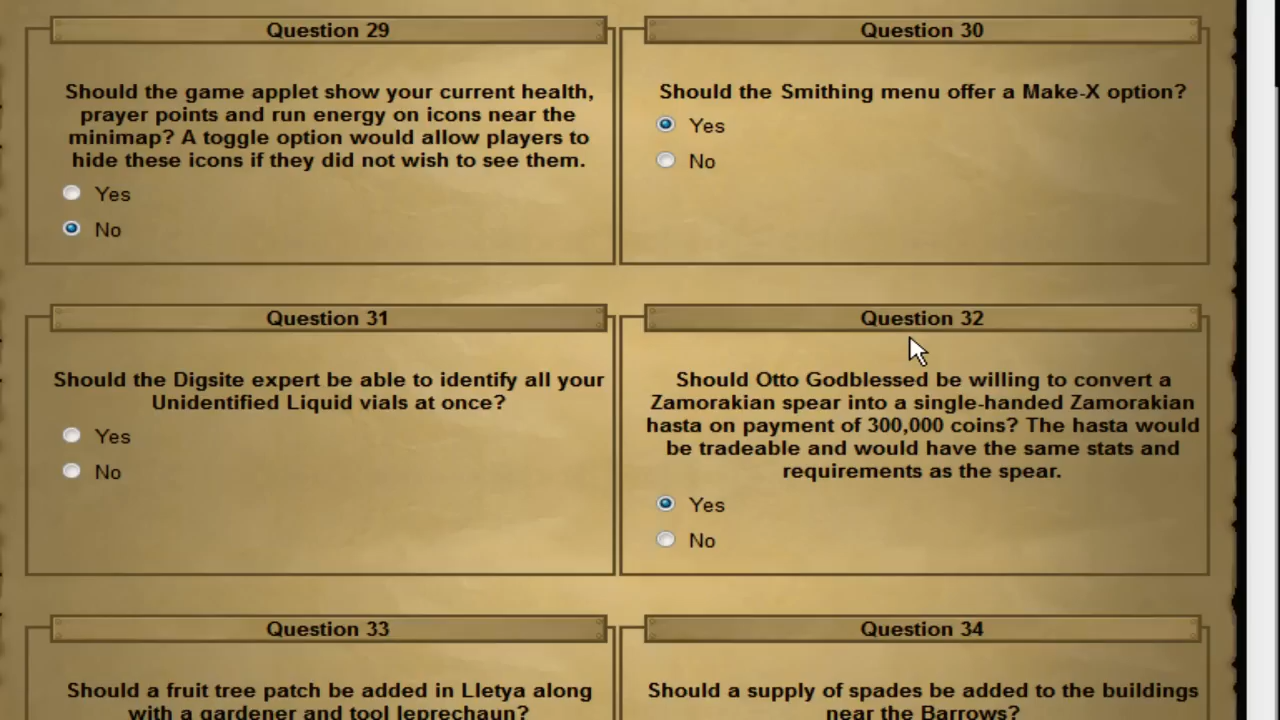 Question 29
Should the game applet show your current health,
prayer points and run energy on icons near the
minimap? A toggle option would allow players to
hide these icons if they did not wish to see them.
Yes
No
Question 30
Should the Smithing menu offer a Make-X option?
Yes
No
Question 31
Should the Digsite expert be able to identify all your
Unidentified Liquid vials at once?
Yes
No
Question 32
Should Otto Godblessed be willing to convert a
Zamorakian spear into a single-handed Zamorakian
hasta on payment of 300,000 coins? The hasta would
be tradeable and would have the same stats and
requirements as the spear.
Yes
No
Question 33
Should a fruit tree patch be added in Lletya along
with a gardener and tool leprechaun?
Question 34
Should a supply of spades be added to the buildings
near the Barrows?